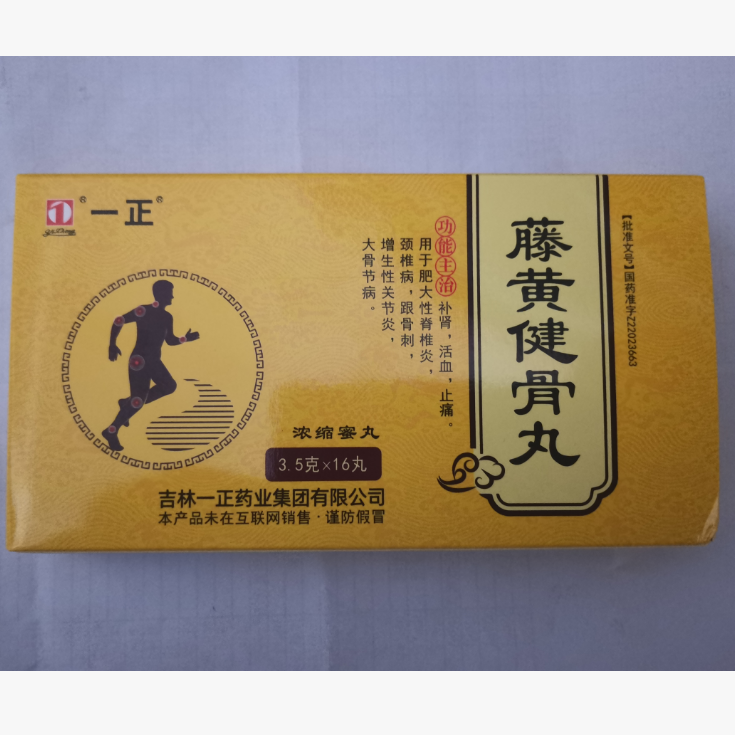 1® 一正®
YiZheng
藤黄健骨丸
【批准文号】国药准字Z22023663
功能主治 补肾，活血，止痛。
用于肥大性脊椎炎，
颈椎病，跟骨刺，
增生性关节炎，
大骨节病。
浓缩蜜丸
3.5克×16丸
吉林一正药业集团有限公司
本产品未在互联网销售·谨防假冒